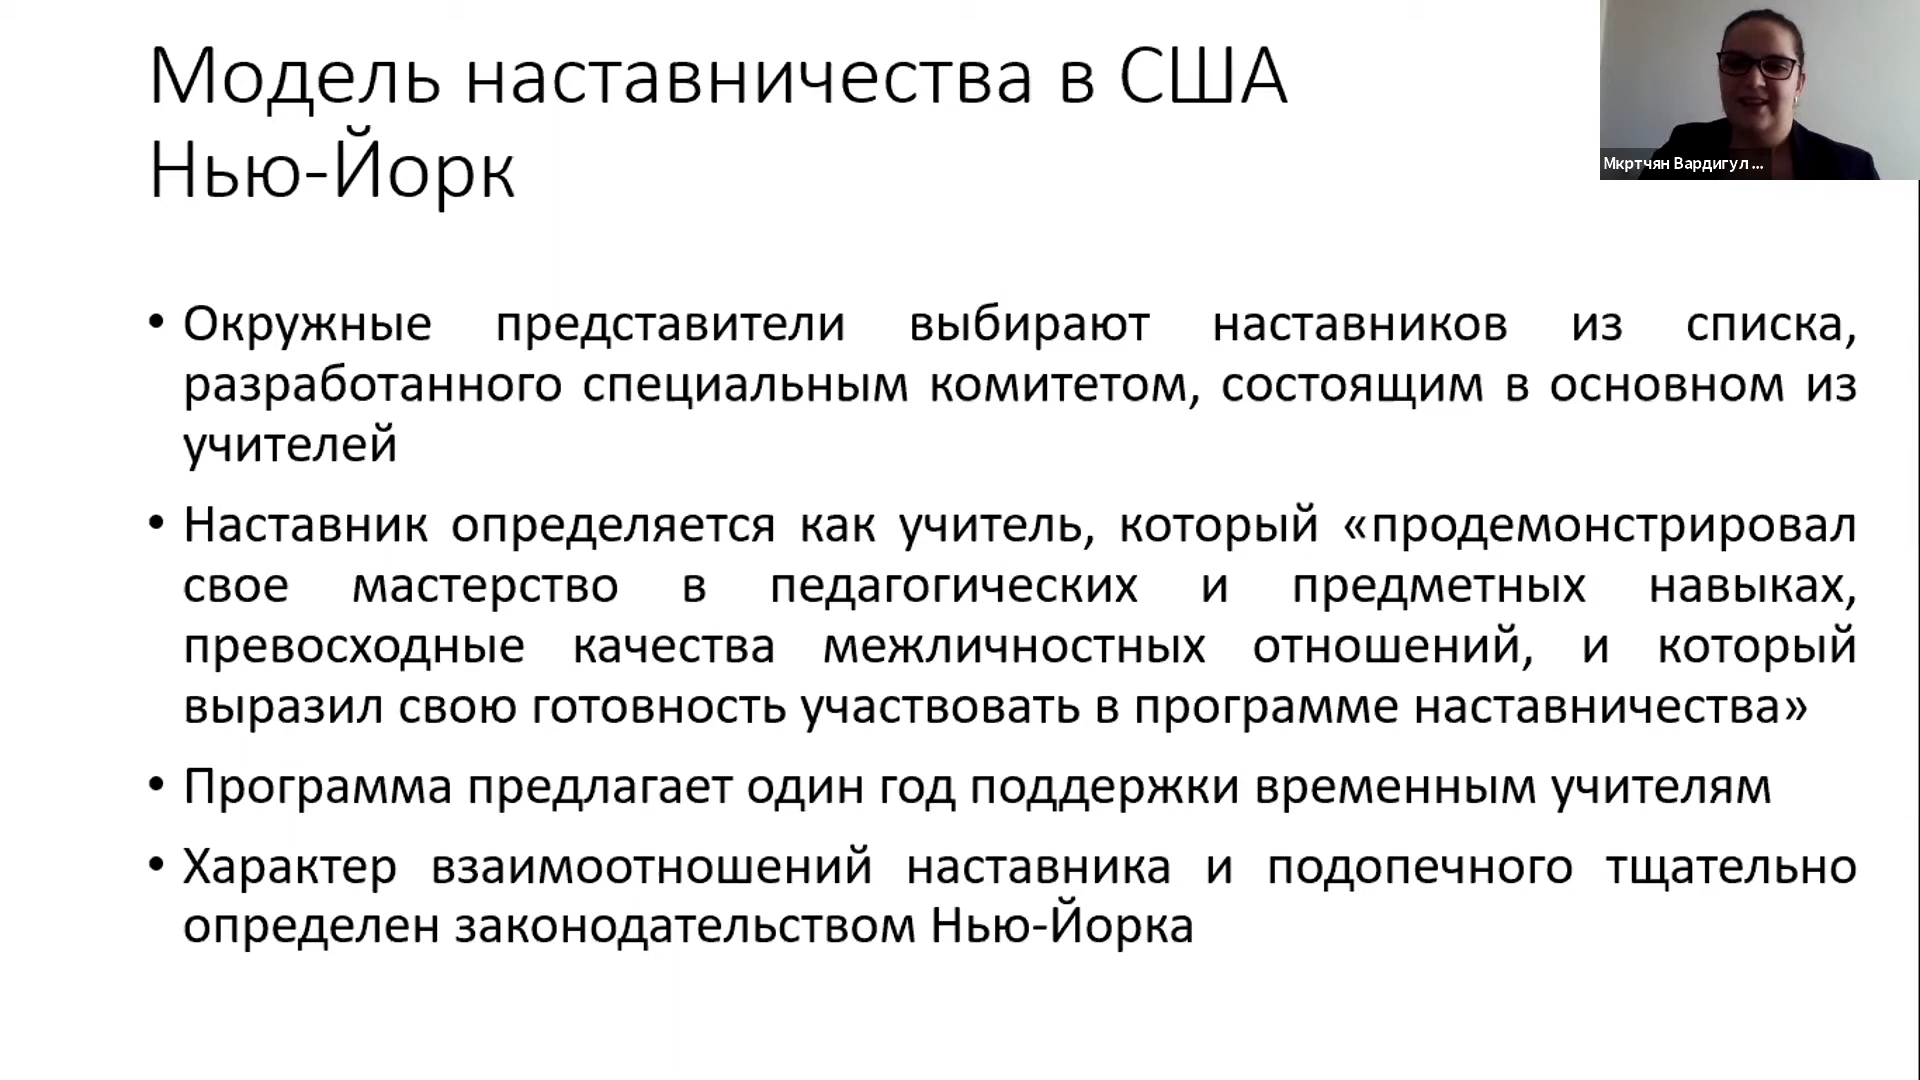 Модель наставничества в США
Нью-Йорк
Мкртчян Вардигул ...
• Окружные представители выбирают наставников из списка,
разработанного специальным комитетом, состоящим в основном из
учителей
• Наставник определяется как учитель, который «продемонстрировал
свое мастерство в педагогических и предметных навыках,
превосходные качества межличностных отношений, и который
выразил свою готовность участвовать в программе наставничества»
• Программа предлагает один год поддержки временным учителям
• Характер взаимоотношений наставника и подопечного тщательно
определен законодательством Нью-Йорка